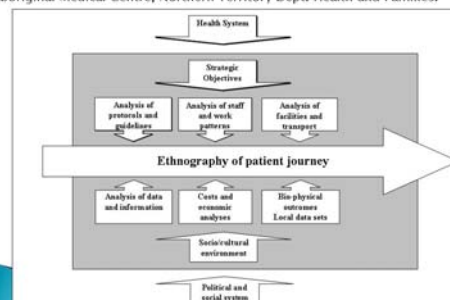 Aboriginal Medical Centre, Northern Territory Dept. Health and Families.
Health System
Strategic
Objectives
Analysis of
protocols and
guidelines
Analysis of staff
and work
patterns
Analysis of
facilities and
transport
Ethnography of patient journey
Analysis of data
and information
Costs and
economic
analyses
Bio-physical
outcomes
Local data sets
Socio/cultural
environment
Political and
social system